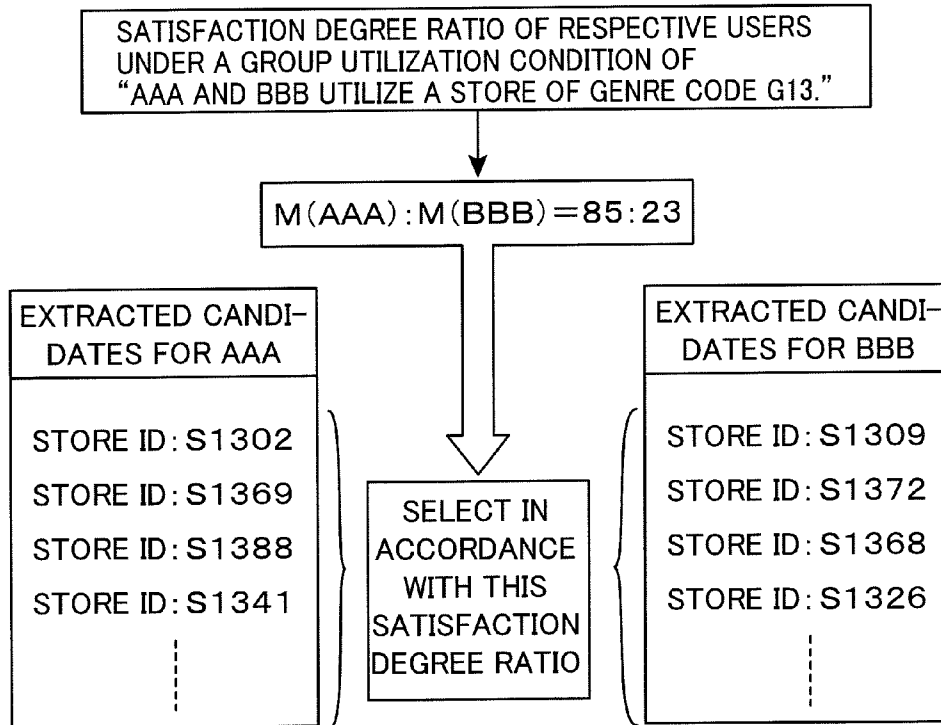 SATISFACTION DEGREE RATIO OF RESPECTIVE USERS
UNDER A GROUP UTILIZATION CONDITION OF
“AAA AND BBB UTILIZE A STORE OF GENRE CODE G13.”
M(AAA):M(BBB)=85:23
EXTRACTED CANDI-
DATES FOR AAA
STORE ID:S1302
STORE ID:S1369
STORE ID:S1388
STORE ID:S1341
SELECT IN
ACCORDANCE
WITH THIS
SATISFACTION
DEGREE RATIO
EXTRACTED CANDI-
DATES FOR BBB
STORE ID:S1309
STORE ID:S1372
STORE ID:S1368
STORE ID:S1326